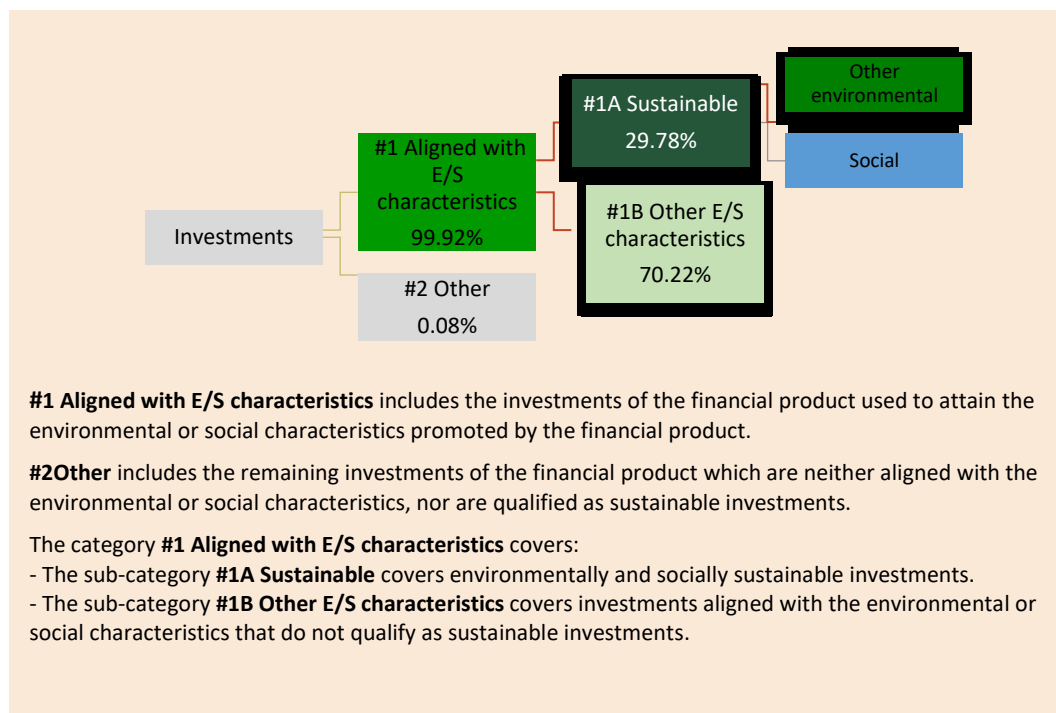 Other
environmental
#1A Sustainable
29.78%
Social
#1 Aligned with
E/S
characteristics
99.92%
#1B Other E/S
characteristics
70.22%
Investments
#2 Other
0.08%
#1 Aligned with E/S characteristics includes the investments of the financial product used to attain the
environmental or social characteristics promoted by the financial product.
#2Other includes the remaining investments of the financial product which are neither aligned with the
environmental or social characteristics, nor are qualified as sustainable investments.
The category #1 Aligned with E/S characteristics covers:
- The sub-category #1A Sustainable covers environmentally and socially sustainable investments.
- The sub-category #1B Other E/S characteristics covers investments aligned with the environmental or
social characteristics that do not qualify as sustainable investments.